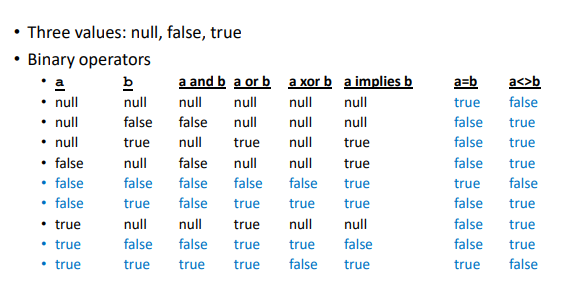 • Three values: null, false, true
• Binary operators
• a b a and b a or b a xor b a implies b a=b a<>b
• null null null null null null true false
• null false false null null null false true
• null true null true null true false true
• false null false null null true false true
• false false false false false true true false
• false true false true true true false true
• true null null true null null false true
• true false false true true false false true
• true true true true false true true false